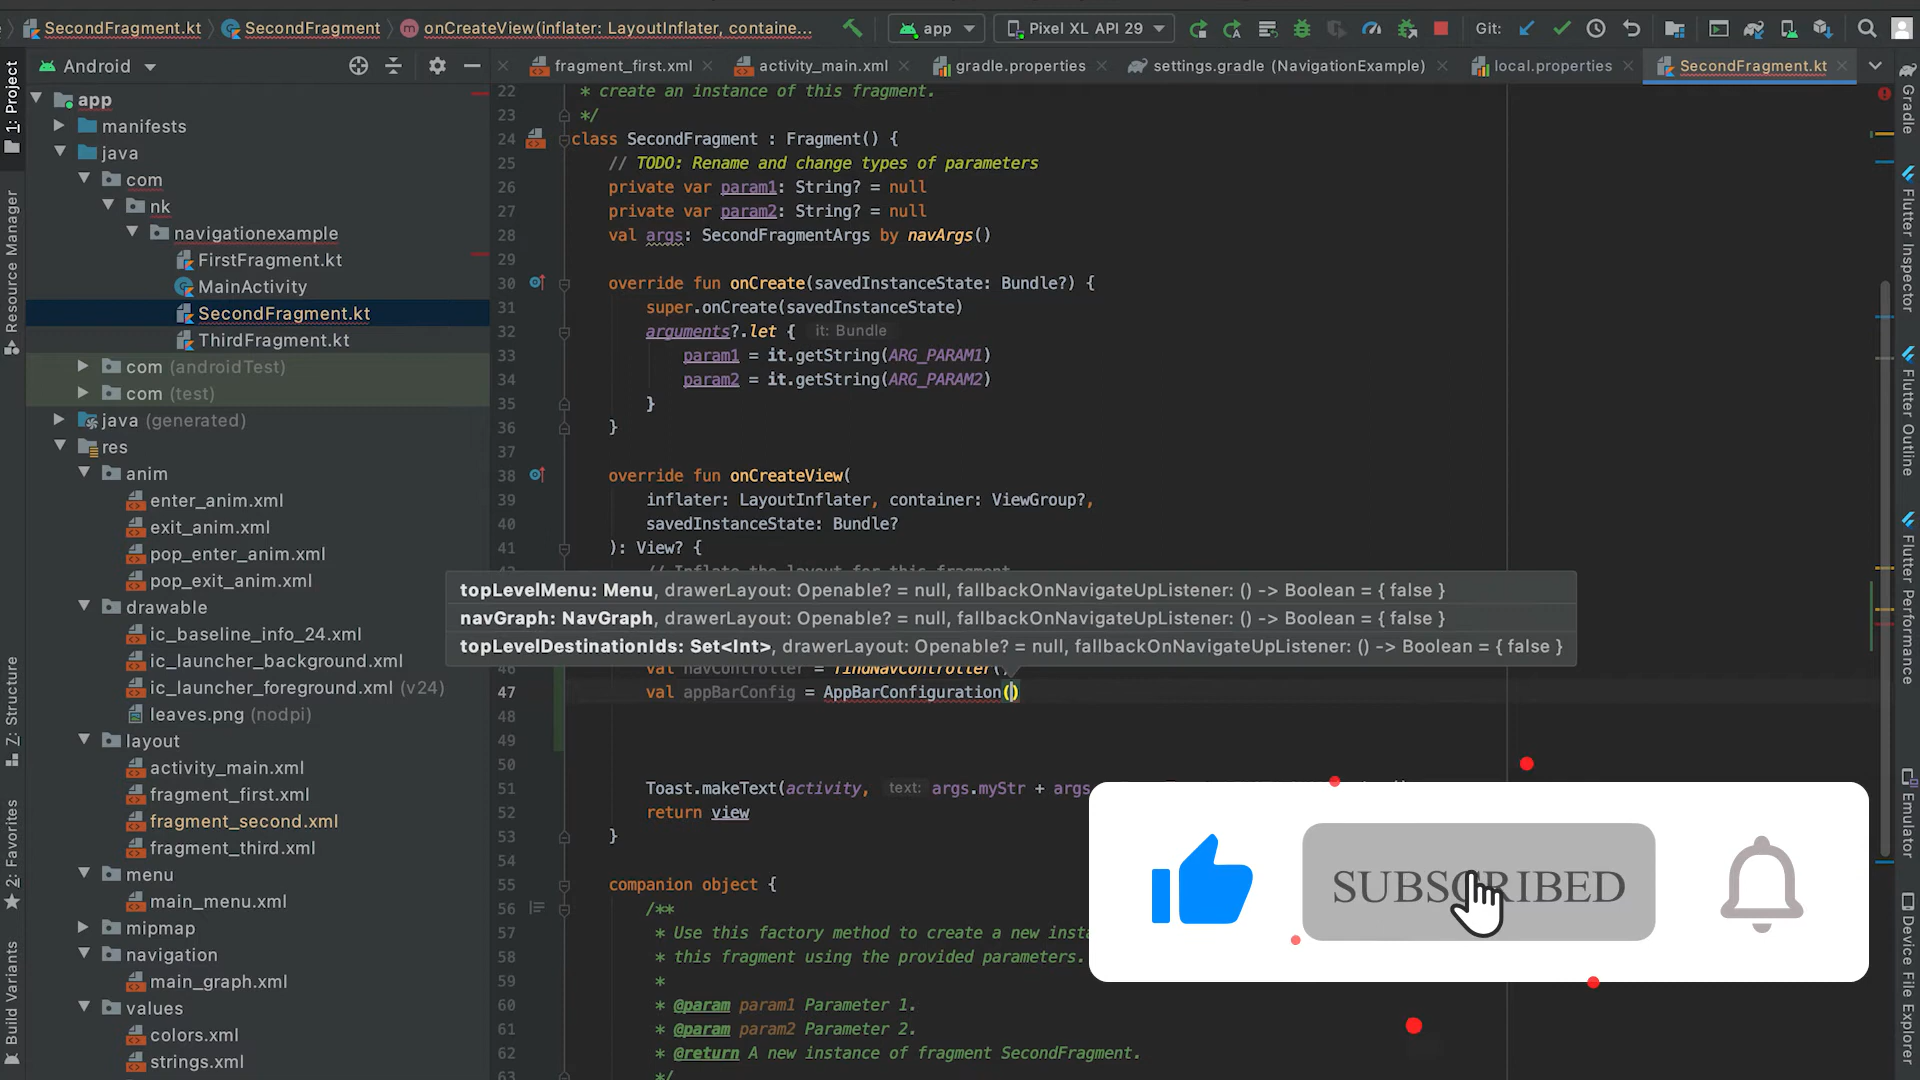 SecondFragment.kt
SecondFragment
onCreateView(inflater: LayoutInflater, containe...
app
Pixel XL API 29
Git:
Android
fragment_first.xml
activity_main.xml
gradle.properties
settings.gradle (NavigationExample)
local.properties
SecondFragment.kt
1: Project
Resource Manager
Z: Structure
2: Favorites
Build Variants
app
manifests
java
com
nk
navigationexample
FirstFragment.kt
MainActivity
SecondFragment.kt
ThirdFragment.kt
com (androidTest)
com (test)
java (generated)
res
anim
enter_anim.xml
exit_anim.xml
pop_enter_anim.xml
pop_exit_anim.xml
drawable
ic_baseline_info_24.xml
ic_launcher_background.xml
ic_launcher_foreground.xml (v24)
leaves.png (nodpi)
layout
activity_main.xml
fragment_first.xml
fragment_second.xml
fragment_third.xml
menu
main_menu.xml
mipmap
navigation
main_graph.xml
values
colors.xml
strings.xml
22 * create an instance of this fragment.
23 */
24 class SecondFragment : Fragment() {
25 // TODO: Rename and change types of parameters
26 private var param1: String? = null
27 private var param2: String? = null
28 val args: SecondFragmentArgs by navArgs()
29
30 override fun onCreate(savedInstanceState: Bundle?) {
31 super.onCreate(savedInstanceState)
32 arguments?.let { it: Bundle
33 param1 = it.getString(ARG_PARAM1)
34 param2 = it.getString(ARG_PARAM2)
35 }
36 }
37
38 override fun onCreateView(
39 inflater: LayoutInflater, container: ViewGroup?,
40 savedInstanceState: Bundle?
41 ): View? {
// Inflate the layout for this fragment
topLevelMenu: Menu, drawerLayout: Openable? = null, fallbackOnNavigateUpListener: () -> Boolean = { false }
navGraph: NavGraph, drawerLayout: Openable? = null, fallbackOnNavigateUpListener: () -> Boolean = { false }
topLevelDestinationIds: Set<Int>, drawerLayout: Openable? = null, fallbackOnNavigateUpListener: () -> Boolean = { false }
46 val navController = findNavController()
47 val appBarConfig = AppBarConfiguration()
48
49
50
51 Toast.makeText(activity, text: args.myStr + args
52 return view
53 }
54
55 companion object {
56 /**
57 * Use this factory method to create a new insta
58 * this fragment using the provided parameters.
59 *
60 * @param param1 Parameter 1.
61 * @param param2 Parameter 2.
62 * @return A new instance of fragment SecondFragment.
63 */
SUBSCRIBED
Gradle
Flutter Inspector
Flutter Outline
Flutter Performance
Emulator
Device File Explorer